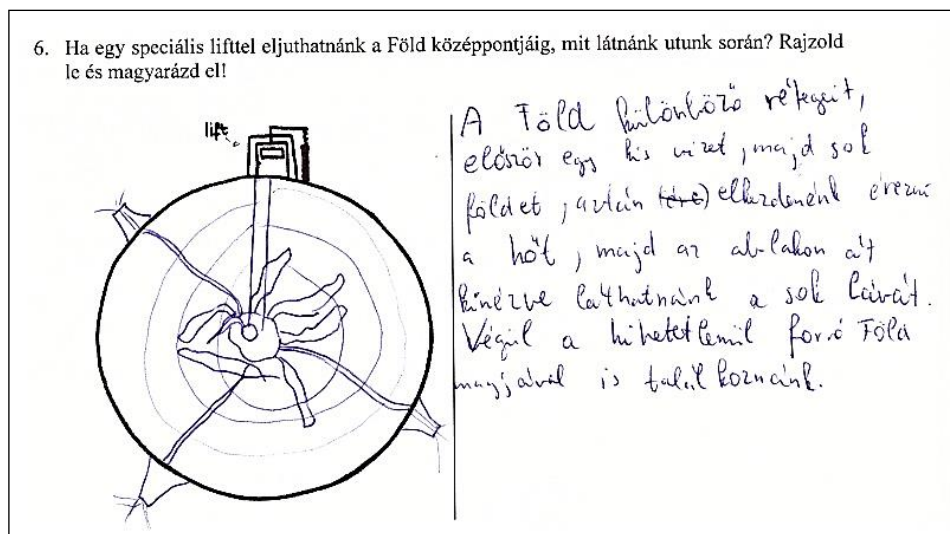 6. Ha egy speciális lifttel eljuthatnánk a Föld középpontjáig, mit látnánk utunk során? Rajzold
le és magyarázd el!
lift
A Föld különböző rétegeit,
először egy kis vizet, majd sok
földet, aztán elkezdenénk érezni
a hőt, majd az ablakon át
kinézve láthatnánk a sok lávát.
Végül a hihetetlenül forró Föld
magjával is találkoznánk.